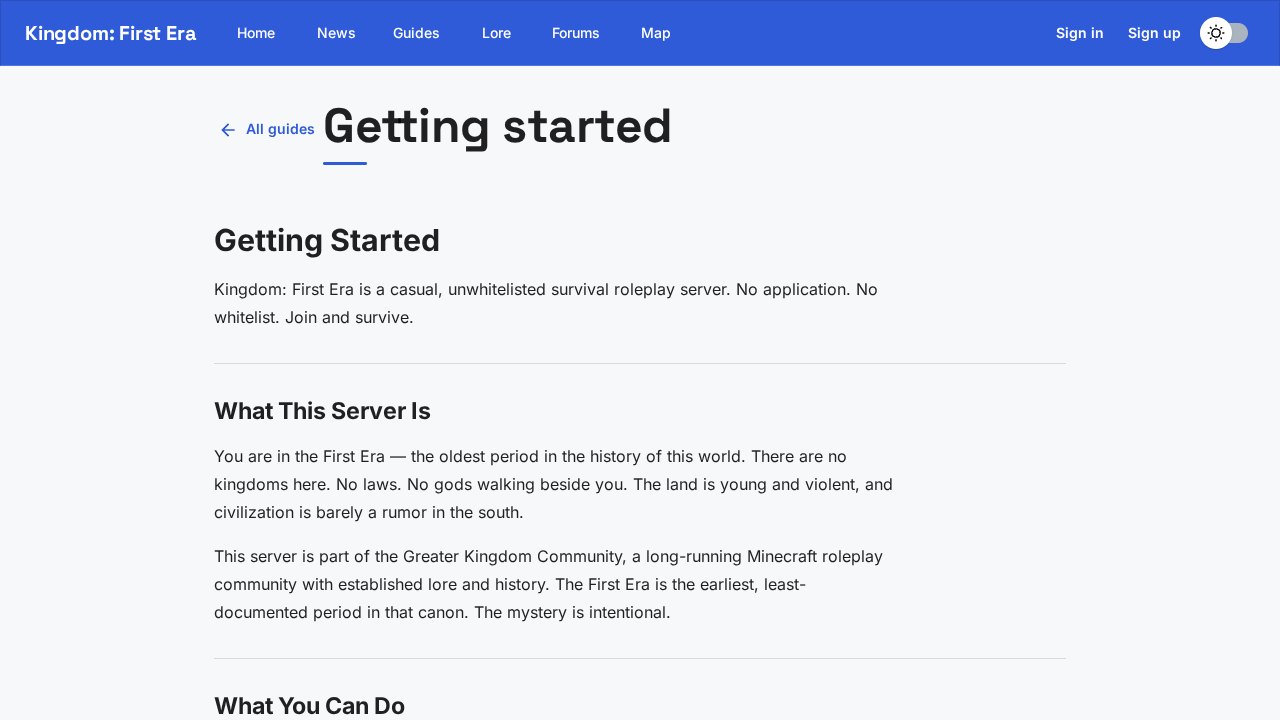 Kingdom: First Era Home News Guides Lore Forums Map Sign in Sign up
All guides Getting started
Getting Started
Kingdom: First Era is a casual, unwhitelisted survival roleplay server. No application. No
whitelist. Join and survive.
What This Server Is
You are in the First Era — the oldest period in the history of this world. There are no
kingdoms here. No laws. No gods walking beside you. The land is young and violent, and
civilization is barely a rumor in the south.
This server is part of the Greater Kingdom Community, a long-running Minecraft roleplay
community with established lore and history. The First Era is the earliest, least-
documented period in that canon. The mystery is intentional.
What You Can Do